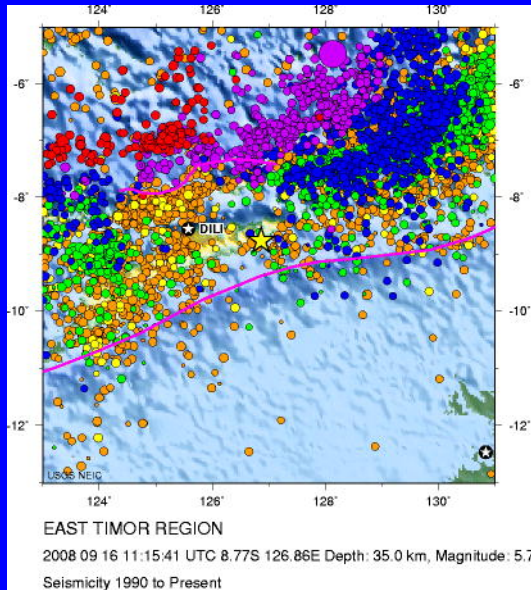 124° 126° 128° 130°
-6° -6°
-8° -8°
DILI
-10° -10°
-12° -12°
USGS NEIC
124° 126° 128° 130°
EAST TIMOR REGION
2008 09 16 11:15:41 UTC 8.77S 126.86E Depth: 35.0 km, Magnitude: 5.7
Seismicity 1990 to Present